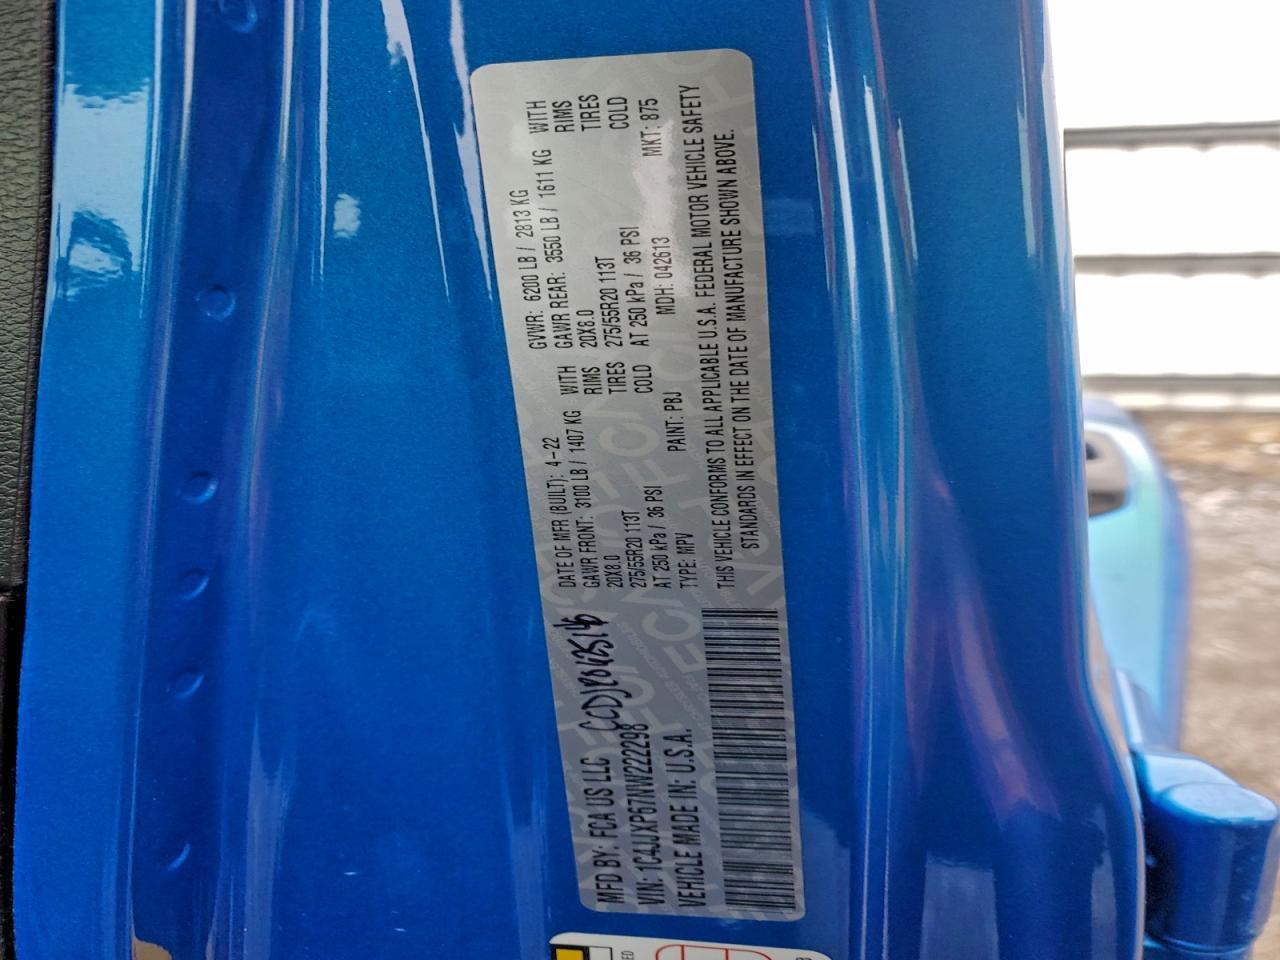 MFD BY: FCA US LLC
DATE OF MFR (BUILT): 4-22 GVWR: 6200 LB / 2813 KG
GAWR FRONT: 3100 LB / 1407 KG WITH GAWR REAR: 3550 LB / 1611 KG WITH
20X8.0 RIMS 20X8.0 RIMS
275/55R20 113T TIRES 275/55R20 113T TIRES
AT 250 kPa / 36 PSI COLD AT 250 kPa / 36 PSI COLD
VIN: 1C4JJXP67NW222298 TYPE: MPV PAINT: PBJ MDH: 042613 MKT: 875
VEHICLE MADE IN: U.S.A.
THIS VEHICLE CONFORMS TO ALL APPLICABLE U.S.A. FEDERAL MOTOR VEHICLE SAFETY
STANDARDS IN EFFECT ON THE DATE OF MANUFACTURE SHOWN ABOVE.